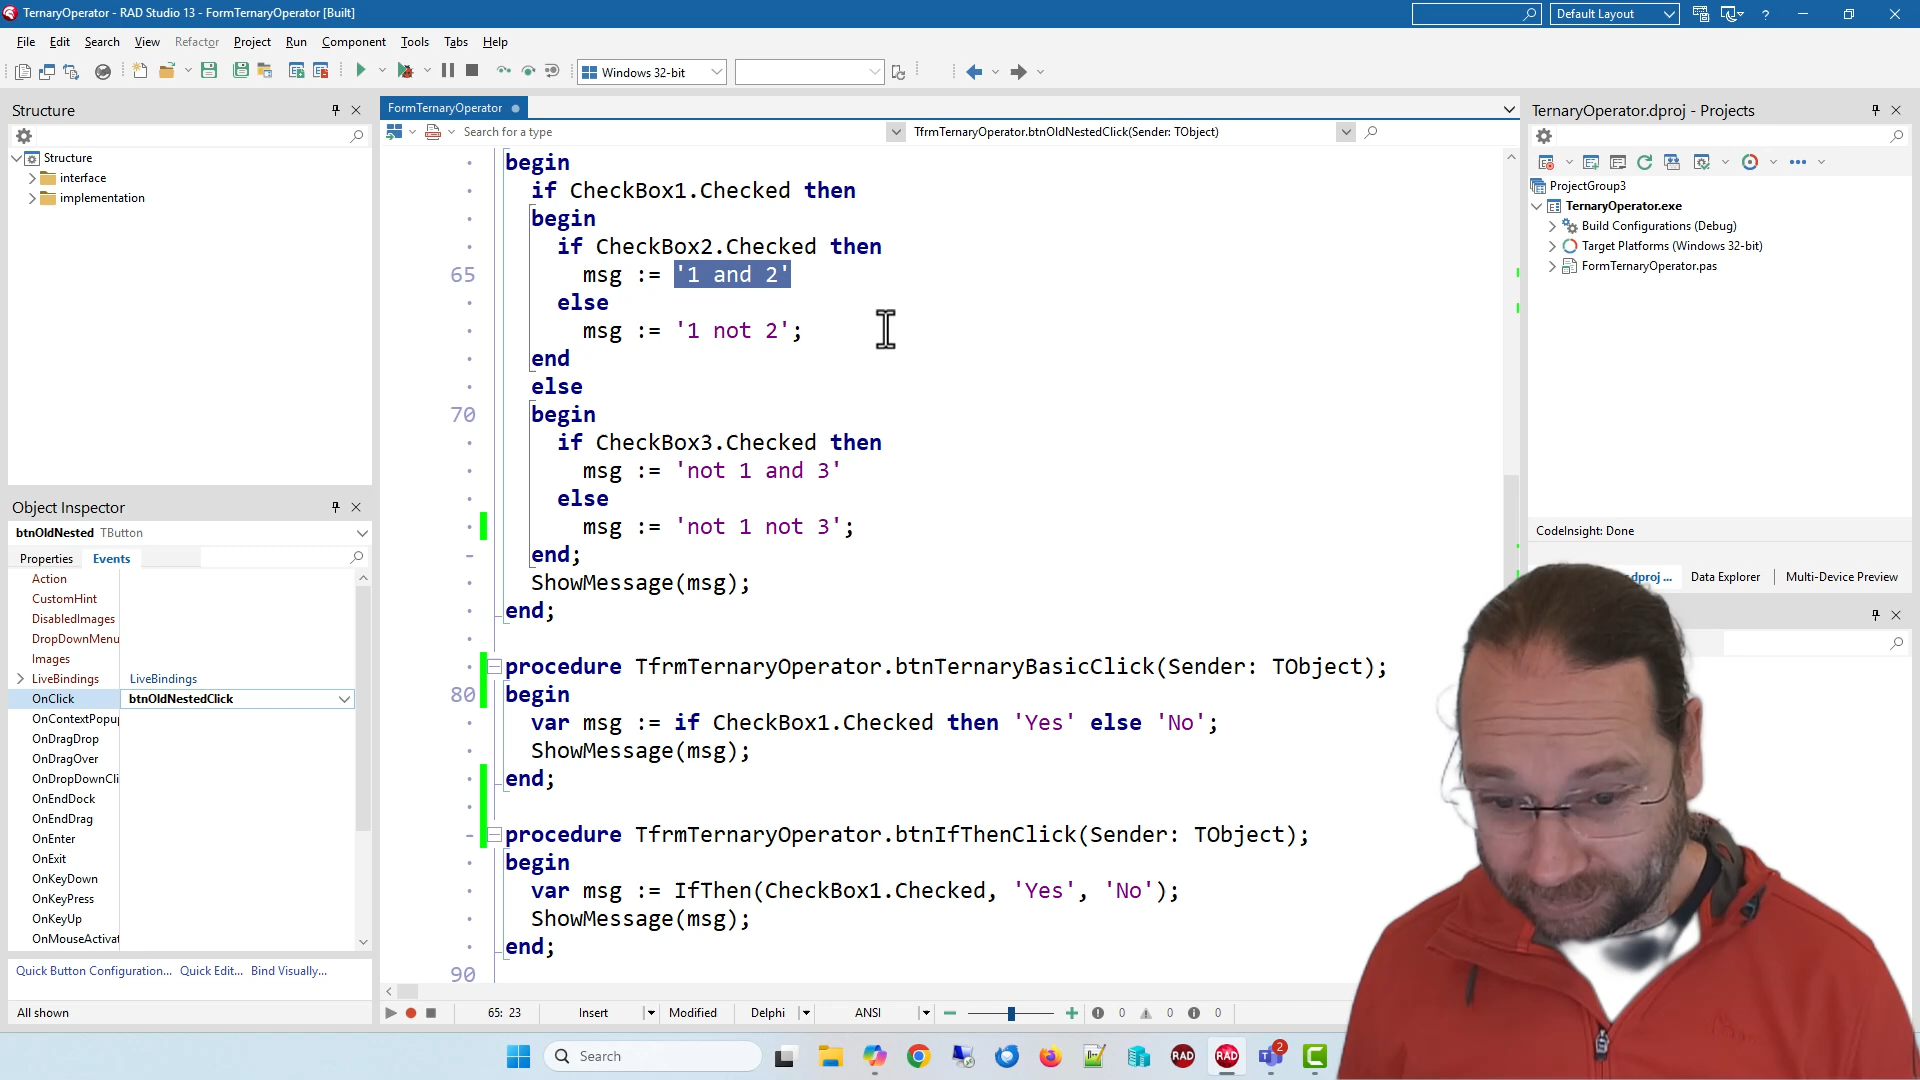 TernaryOperator - RAD Studio 13 - FormTernaryOperator [Built]
Default Layout
?
File Edit Search View Refactor Project Run Component Tools Tabs Help
Windows 32-bit
Structure
Structure
interface
implementation
Object Inspector
btnOldNested TButton
Properties Events
Action
CustomHint
DisabledImages
DropDownMenu
Images
LiveBindings LiveBindings
OnClick btnOldNestedClick
OnContextPopup
OnDragDrop
OnDragOver
OnDropDownCli
OnEndDock
OnEndDrag
OnEnter
OnExit
OnKeyDown
OnKeyPress
OnKeyUp
OnMouseActivat
Quick Button Configuration... Quick Edit... Bind Visually...
All shown
FormTernaryOperator
Search for a type
TfrmTernaryOperator.btnOldNestedClick(Sender: TObject)
begin
if CheckBox1.Checked then
begin
if CheckBox2.Checked then
65 msg := '1 and 2'
else
msg := '1 not 2';
end
else
70 begin
if CheckBox3.Checked then
msg := 'not 1 and 3'
else
msg := 'not 1 not 3';
end;
ShowMessage(msg);
end;
procedure TfrmTernaryOperator.btnTernaryBasicClick(Sender: TObject);
80 begin
var msg := if CheckBox1.Checked then 'Yes' else 'No';
ShowMessage(msg);
end;
procedure TfrmTernaryOperator.btnIfThenClick(Sender: TObject);
begin
var msg := IfThen(CheckBox1.Checked, 'Yes', 'No');
ShowMessage(msg);
end;
90
65: 23 Insert Modified Delphi ANSI 0 0 0
TernaryOperator.dproj - Projects
ProjectGroup3
TernaryOperator.exe
Build Configurations (Debug)
Target Platforms (Windows 32-bit)
FormTernaryOperator.pas
CodeInsight: Done
dproj ... Data Explorer Multi-Device Preview
Search
RAD
RAD
2